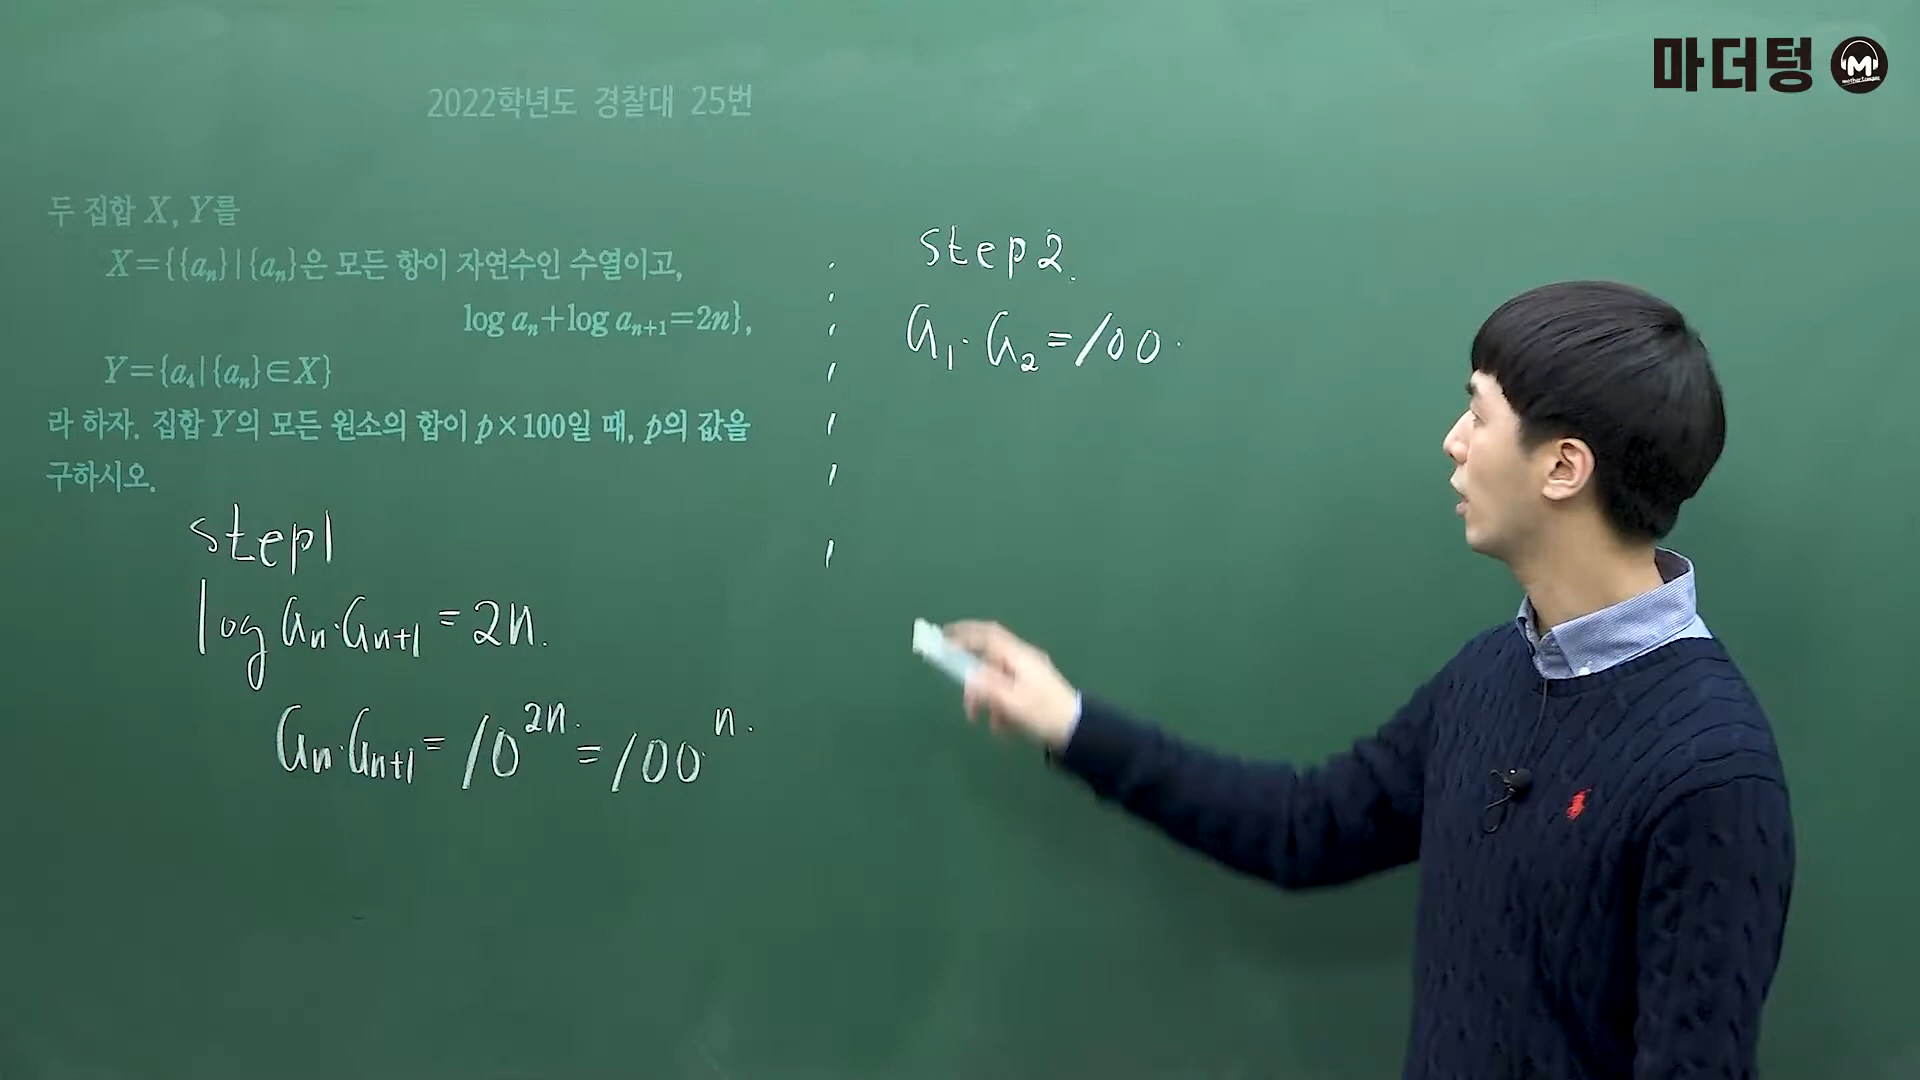 마더텅 M
2022학년도 경찰대 25번
두 집합 X, Y를
X={{aₙ}|{aₙ}은 모든 항이 자연수인 수열이고,
log aₙ+log aₙ₊₁=2n},
Y={a₄|{aₙ}∈X}
라 하자. 집합 Y의 모든 원소의 합이 p×100일 때, p의 값을
구하시오.
step1
log aₙ·aₙ₊₁ = 2n.
aₙ·aₙ₊₁ = 10²ⁿ = 100ⁿ.
step2.
a₁·a₂=100.